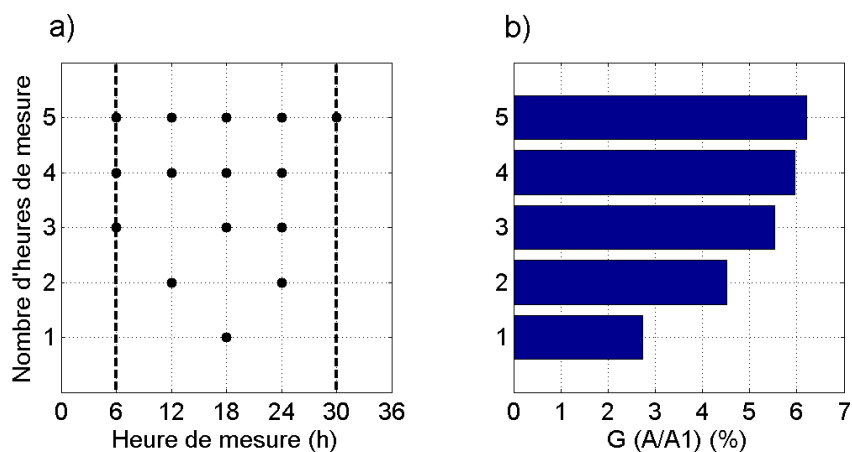 a)
Nombre d'heures de mesure
5
4
3
2
1
0 6 12 18 24 30 36
Heure de mesure (h)
b)
5
4
3
2
1
0 1 2 3 4 5 6 7
G (A/A1) (%)